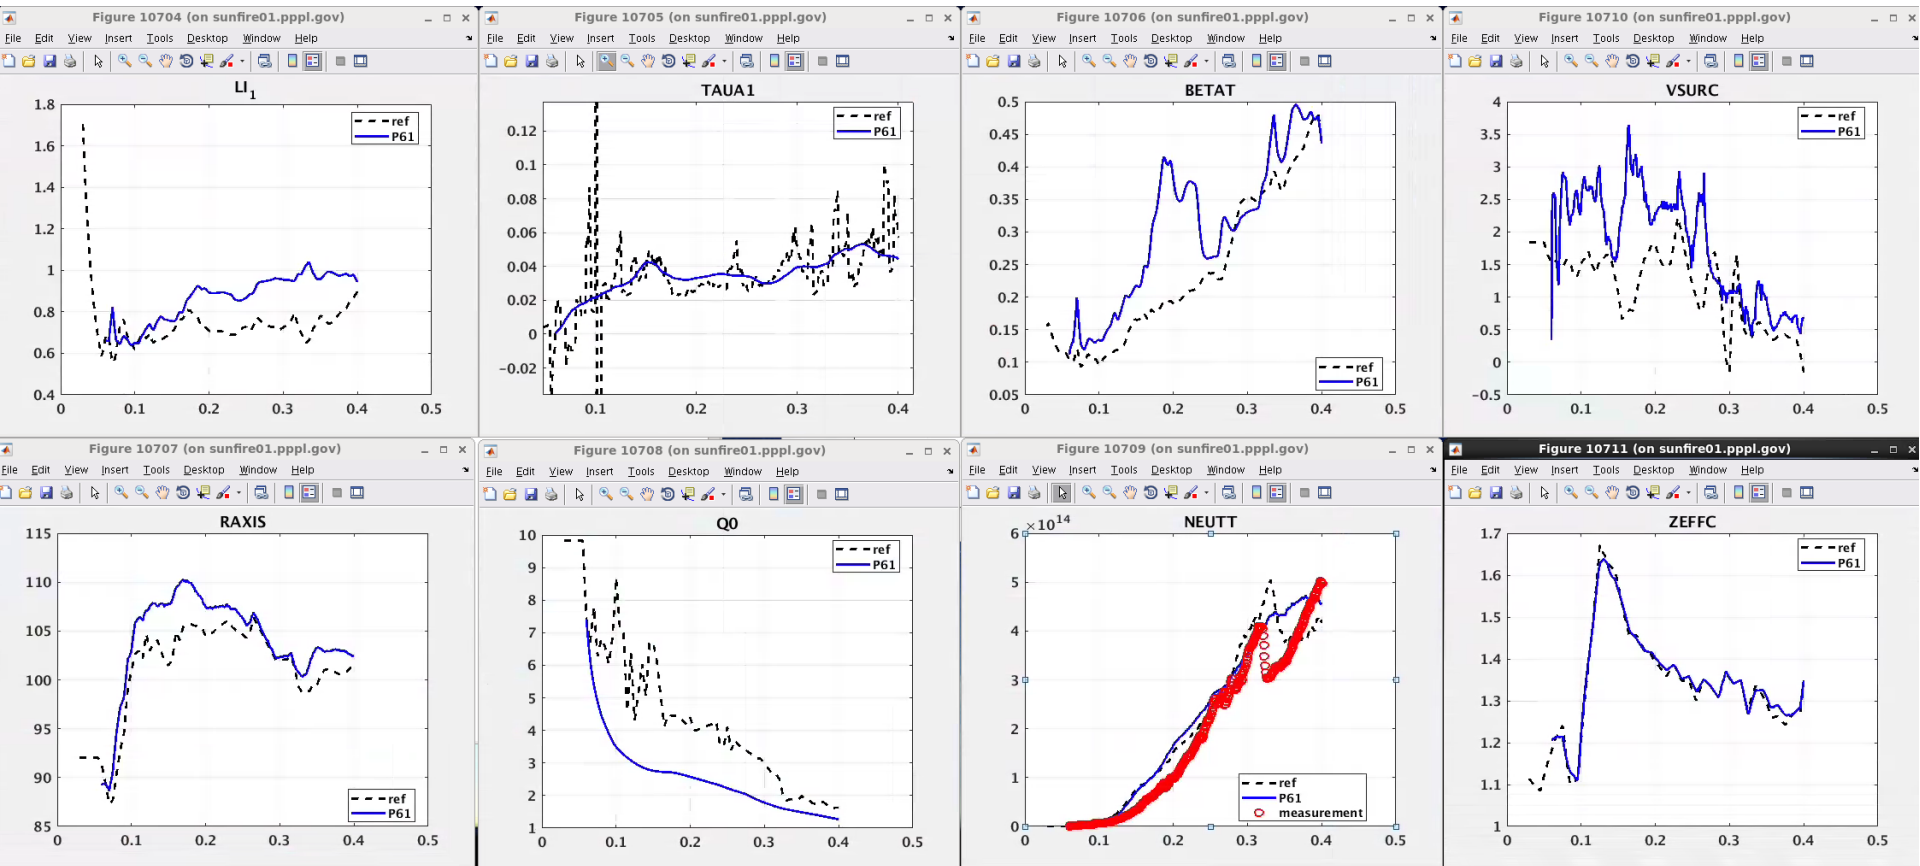 Figure 10704 (on sunfire01.pppl.gov)
File Edit View Insert Tools Desktop Window Help
LI1
1.8
1.6
1.4
1.2
1
0.8
0.6
0.4
0 0.1 0.2 0.3 0.4 0.5
ref
P61
Figure 10705 (on sunfire01.pppl.gov)
File Edit View Insert Tools Desktop Window Help
TAUA1
0.12
0.1
0.08
0.06
0.04
0.02
0
−0.02
0.1 0.2 0.3 0.4
ref
P61
Figure 10706 (on sunfire01.pppl.gov)
File Edit View Insert Tools Desktop Window Help
BETAT
0.5
0.45
0.4
0.35
0.3
0.25
0.2
0.15
0.1
0.05
0 0.1 0.2 0.3 0.4 0.5
ref
P61
Figure 10710 (on sunfire01.pppl.gov)
File Edit View Insert Tools Desktop Window Help
VSURC
4
3.5
3
2.5
2
1.5
1
0.5
0
−0.5
0 0.1 0.2 0.3 0.4 0.5
ref
P61
Figure 10707 (on sunfire01.pppl.gov)
File Edit View Insert Tools Desktop Window Help
RAXIS
115
110
105
100
95
90
85
0 0.1 0.2 0.3 0.4 0.5
ref
P61
Figure 10708 (on sunfire01.pppl.gov)
File Edit View Insert Tools Desktop Window Help
Q0
10
9
8
7
6
5
4
3
2
1
0 0.1 0.2 0.3 0.4 0.5
ref
P61
Figure 10709 (on sunfire01.pppl.gov)
File Edit View Insert Tools Desktop Window Help
NEUTT
×10^14
6
5
4
3
2
1
0
0 0.1 0.2 0.3 0.4 0.5
ref
P61
measurement
Figure 10711 (on sunfire01.pppl.gov)
File Edit View Insert Tools Desktop Window Help
ZEFFC
1.7
1.6
1.5
1.4
1.3
1.2
1.1
1
0 0.1 0.2 0.3 0.4 0.5
ref
P61